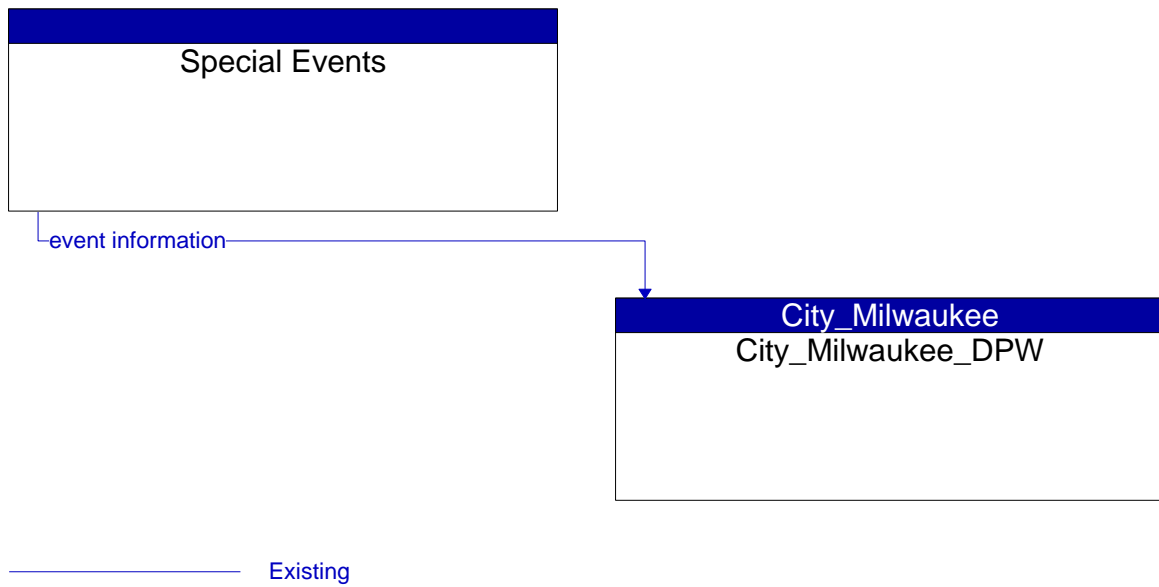 Special Events
event information
City_Milwaukee
City_Milwaukee_DPW
Existing